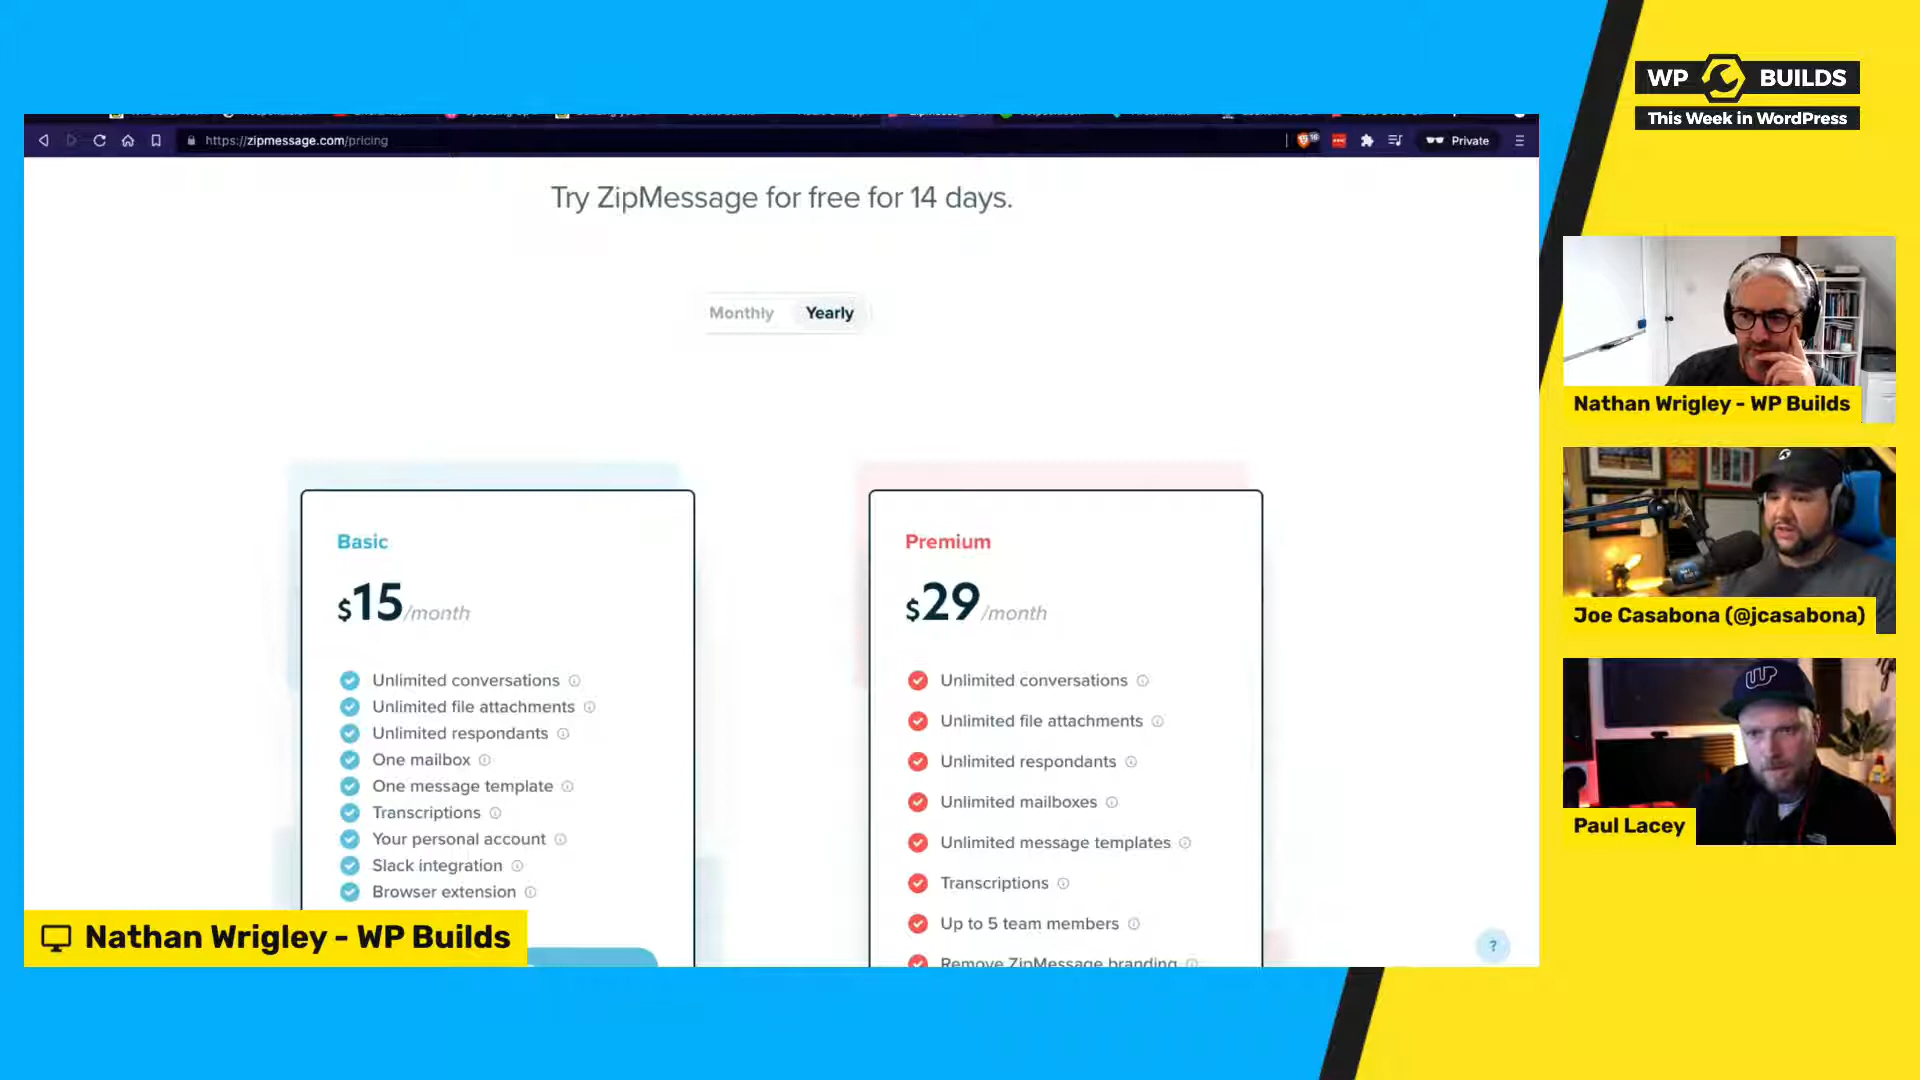 https://zipmessage.com/pricing
Private
Try ZipMessage for free for 14 days.
Monthly Yearly
Basic
$15/month
Unlimited conversations
Unlimited file attachments
Unlimited respondants
One mailbox
One message template
Transcriptions
Your personal account
Slack integration
Browser extension
Premium
$29/month
Unlimited conversations
Unlimited file attachments
Unlimited respondants
Unlimited mailboxes
Unlimited message templates
Transcriptions
Up to 5 team members
Remove ZipMessage branding
?
Nathan Wrigley - WP Builds
WP BUILDS
This Week in WordPress
Nathan Wrigley - WP Builds
Joe Casabona (@jcasabona)
Paul Lacey